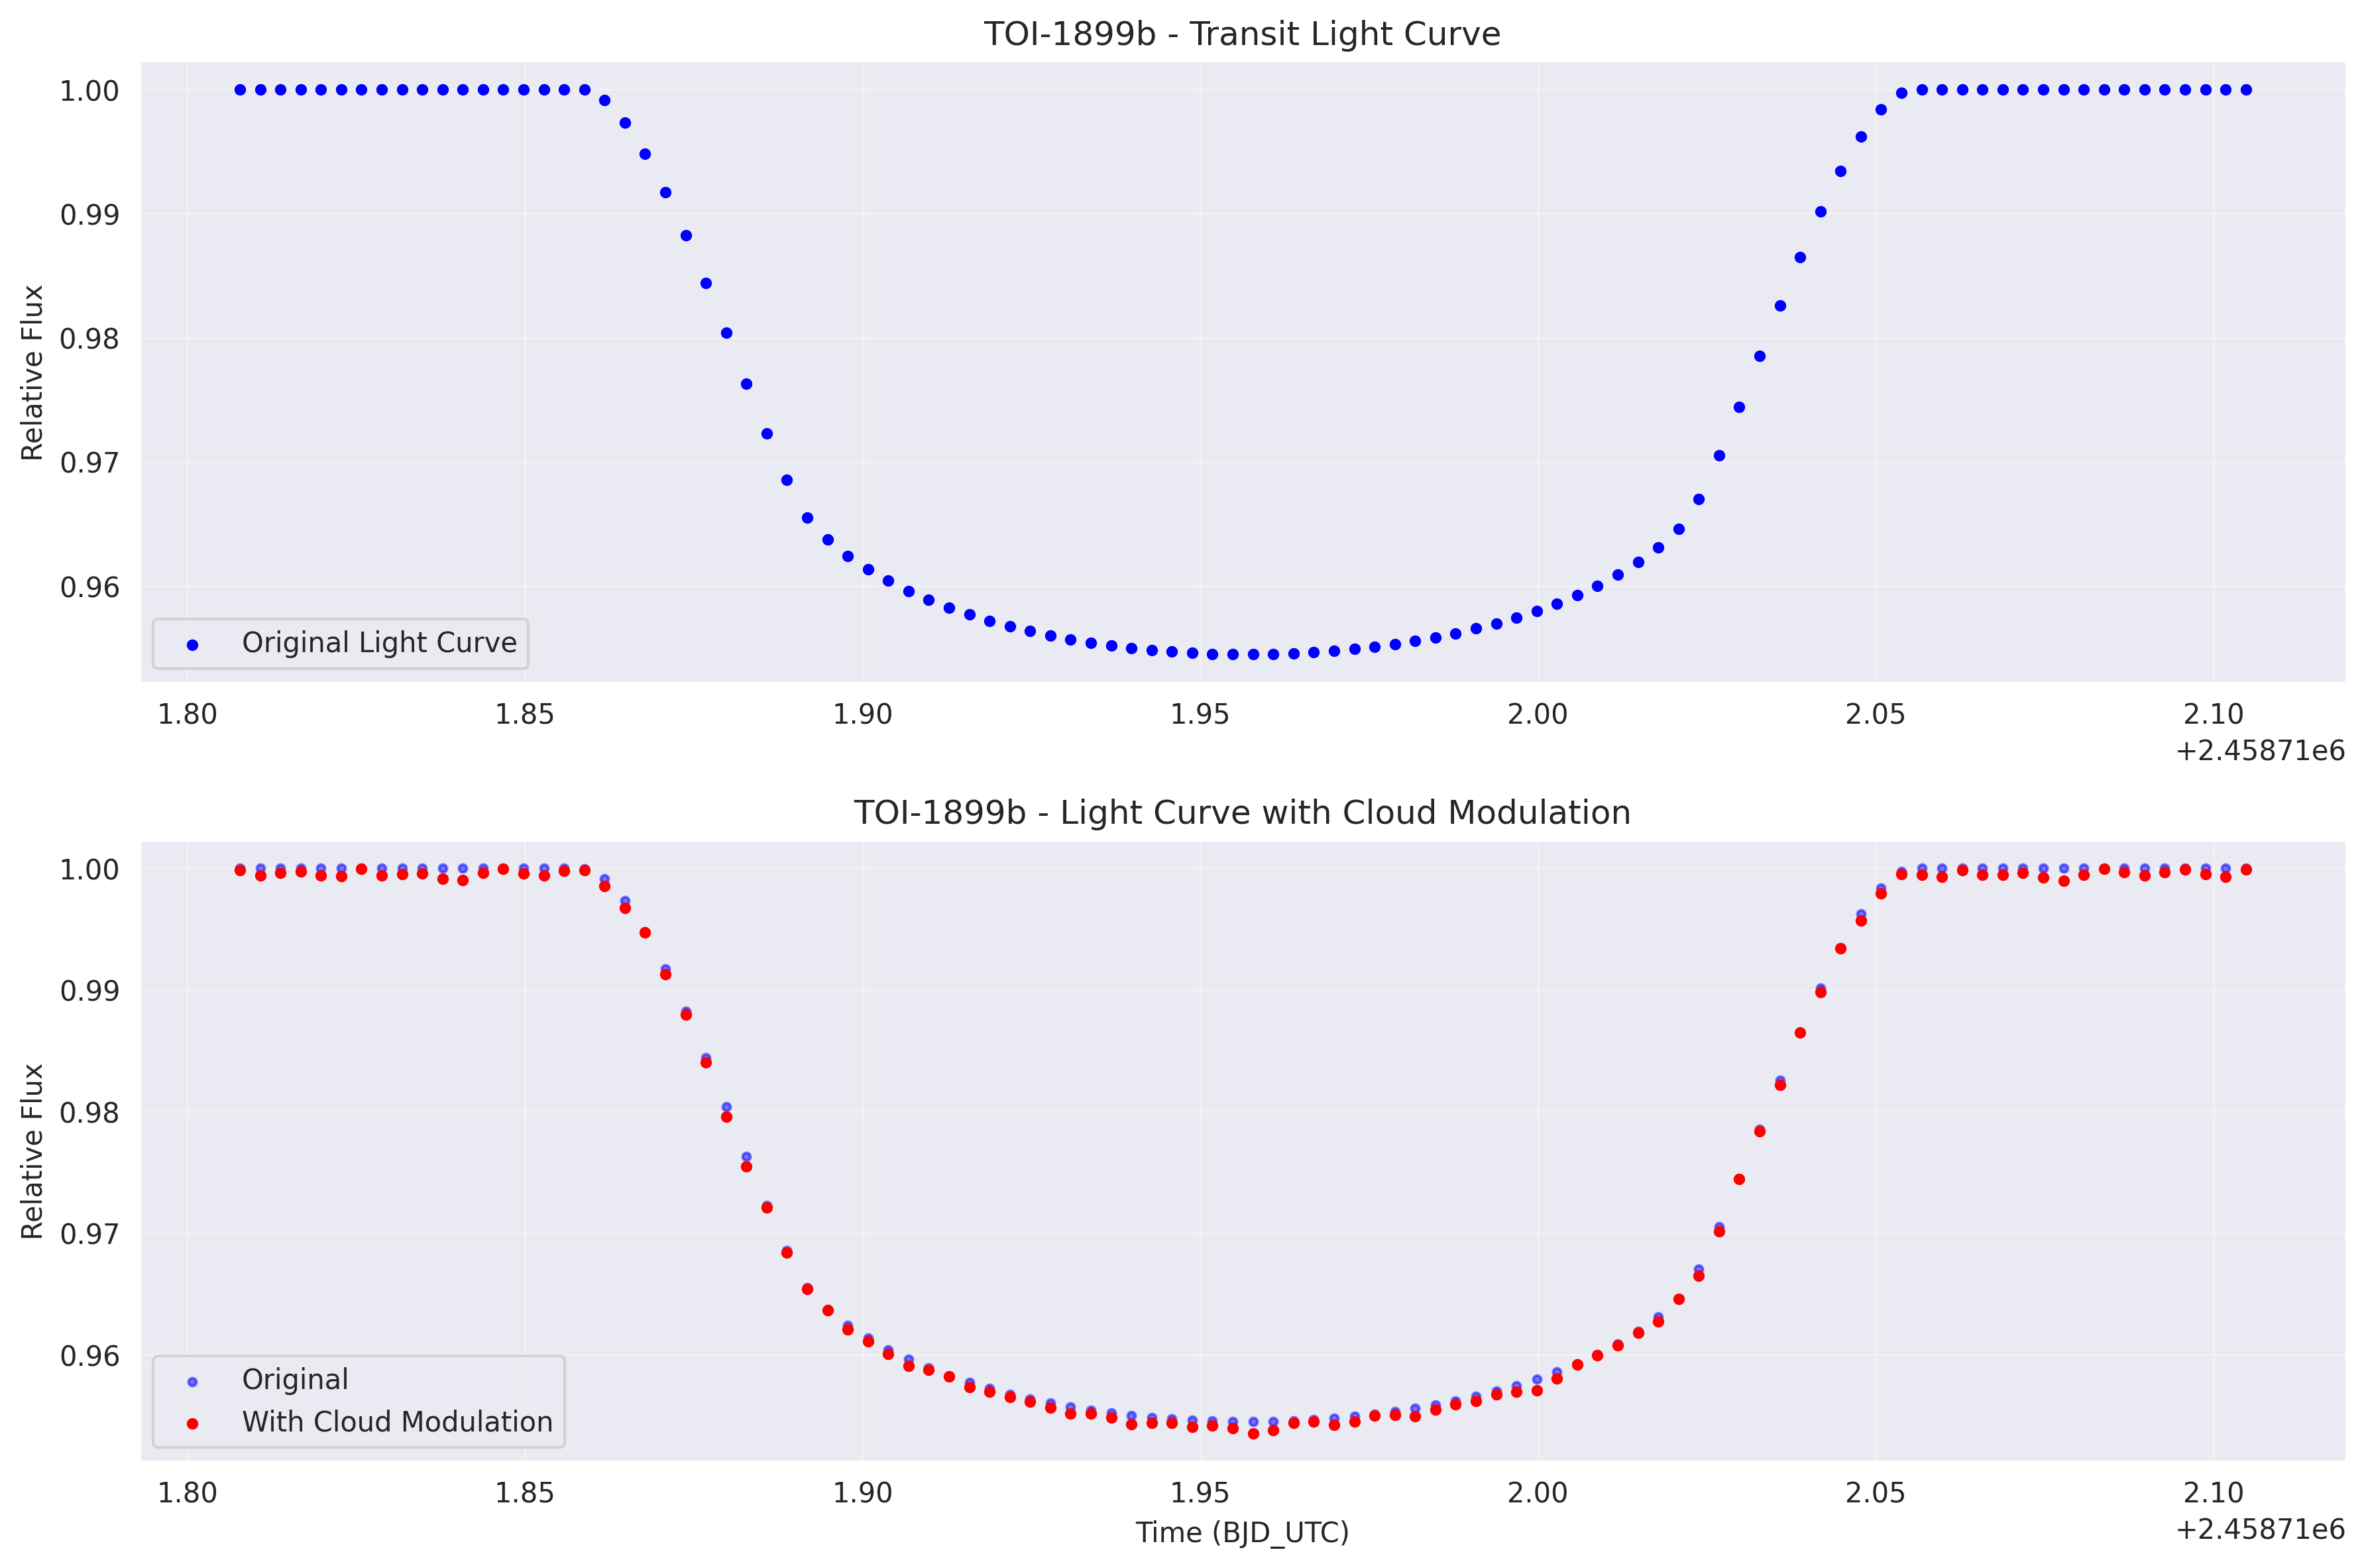 TOI-1899b - Transit Light Curve
Relative Flux
1.00
0.99
0.98
0.97
0.96
Original Light Curve
1.80 1.85 1.90 1.95 2.00 2.05 2.10
+2.45871e6
TOI-1899b - Light Curve with Cloud Modulation
Relative Flux
1.00
0.99
0.98
0.97
0.96
Original
With Cloud Modulation
1.80 1.85 1.90 1.95 2.00 2.05 2.10
Time (BJD_UTC)
+2.45871e6